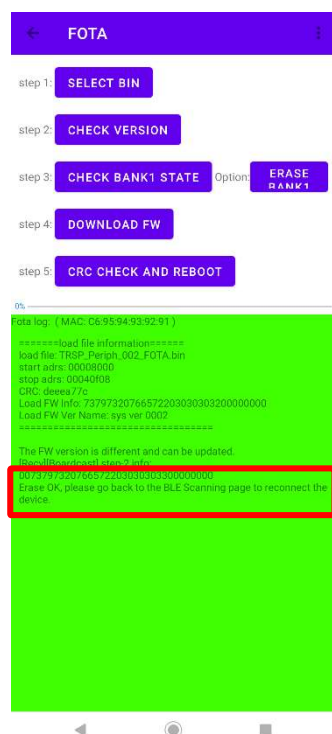 FOTA
step 1: SELECT BIN
step 2: CHECK VERSION
step 3: CHECK BANK1 STATE Option: ERASE BANK1
step 4: DOWNLOAD FW
step 5: CRC CHECK AND REBOOT
0%
Fota log: ( MAC: C6:95:94:93:92:91 )
=======load file information======
load file: TRSP_Periph_002_FOTA.bin
start adrs: 00008000
stop adrs: 00040f08
CRC: deeea77c
Load FW Info: 73797320766572203030303200000000
Load FW Ver Name: sys ver 0002
==================================
The FW version is different and can be updated.
[Recv][Boardcast] step-2 info:
0073797320766572203030303300000000
Erase OK, please go back to the BLE Scanning page to reconnect the
device.